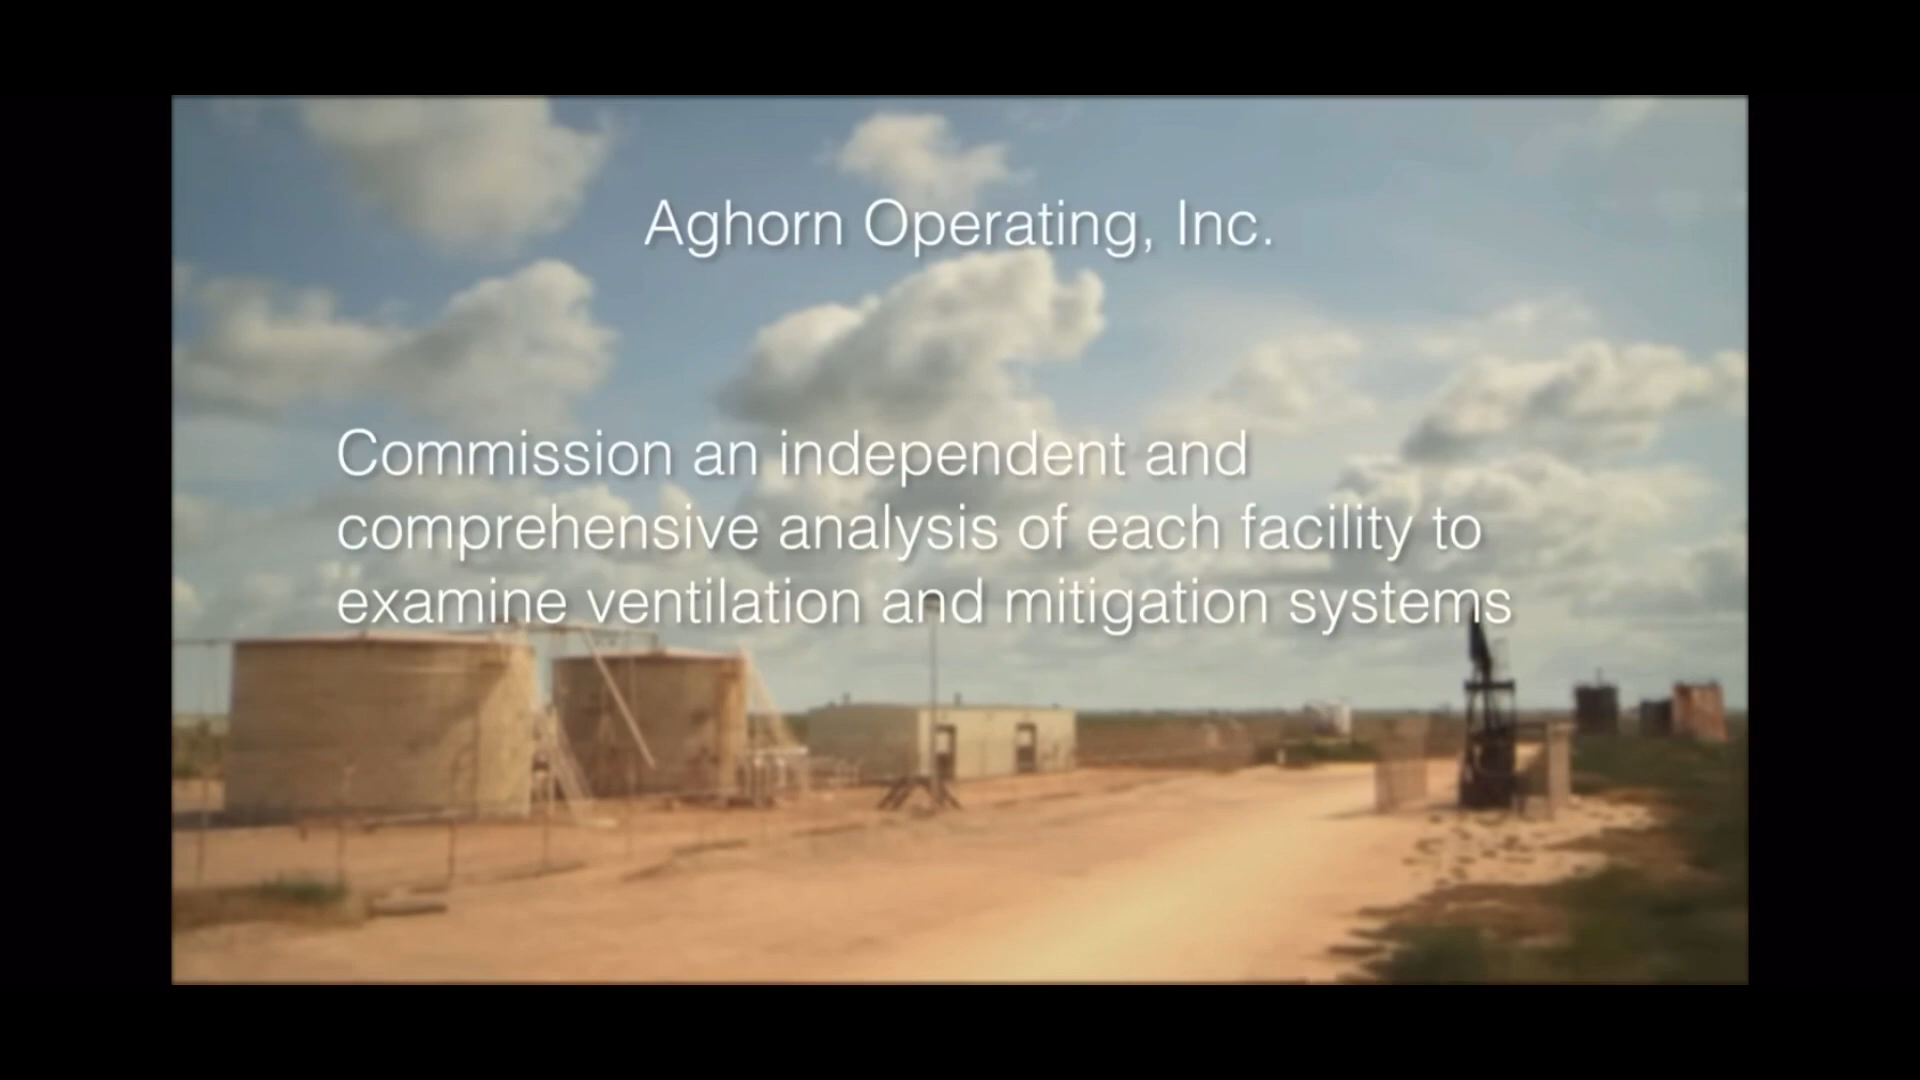 Aghorn Operating, Inc.
Commission an independent and
comprehensive analysis of each facility to
examine ventilation and mitigation systems